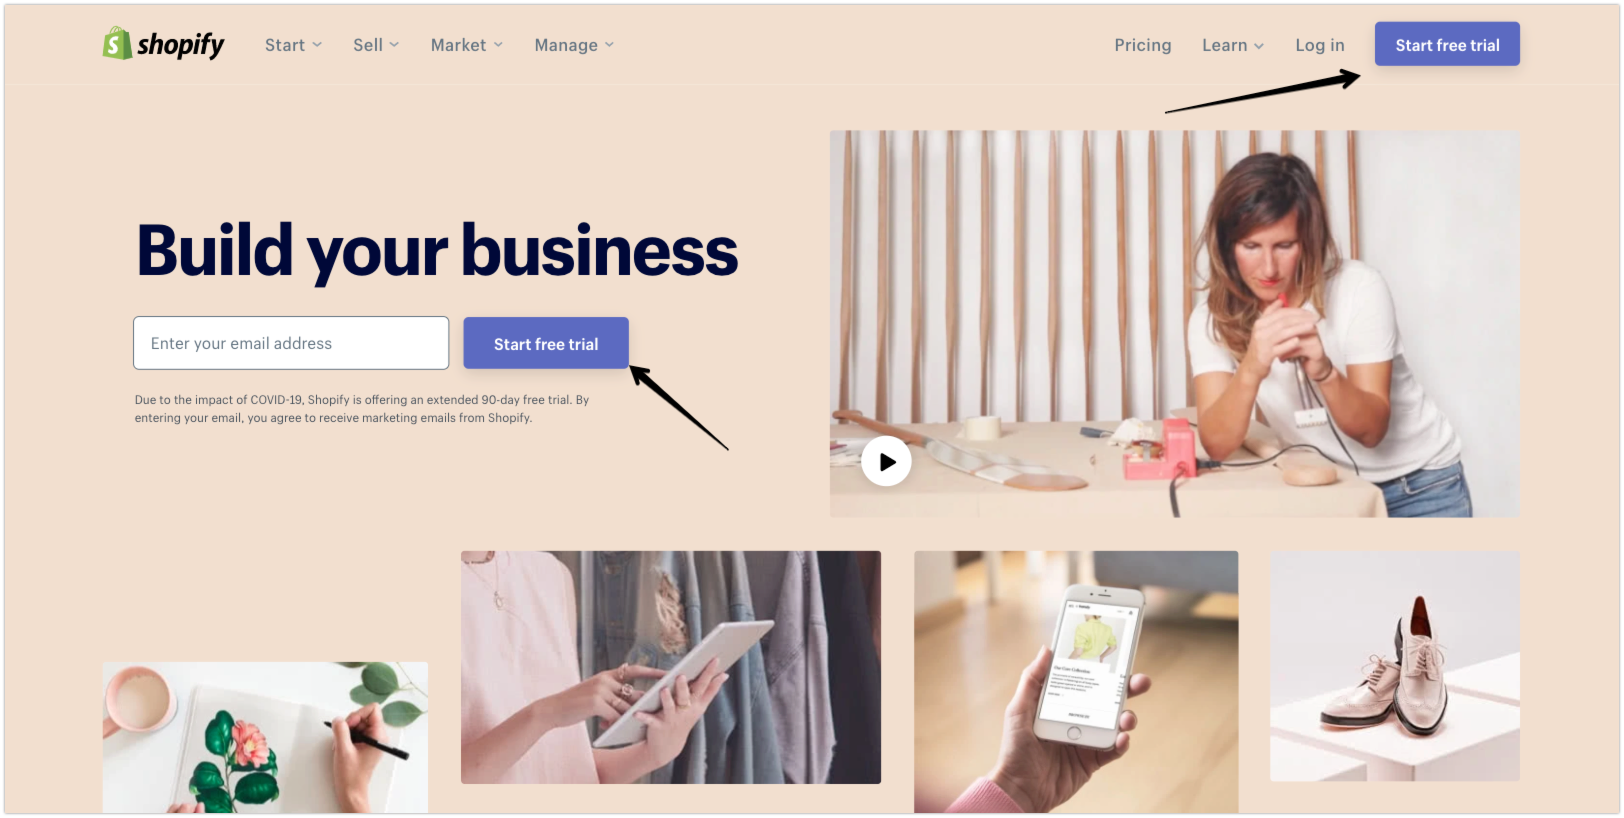 shopify
Start
Sell
Market
Manage
Pricing
Learn
Log in
Start free trial
Build your business
Enter your email address
Start free trial
Due to the impact of COVID-19, Shopify is offering an extended 90-day free trial. By
entering your email, you agree to receive marketing emails from Shopify.